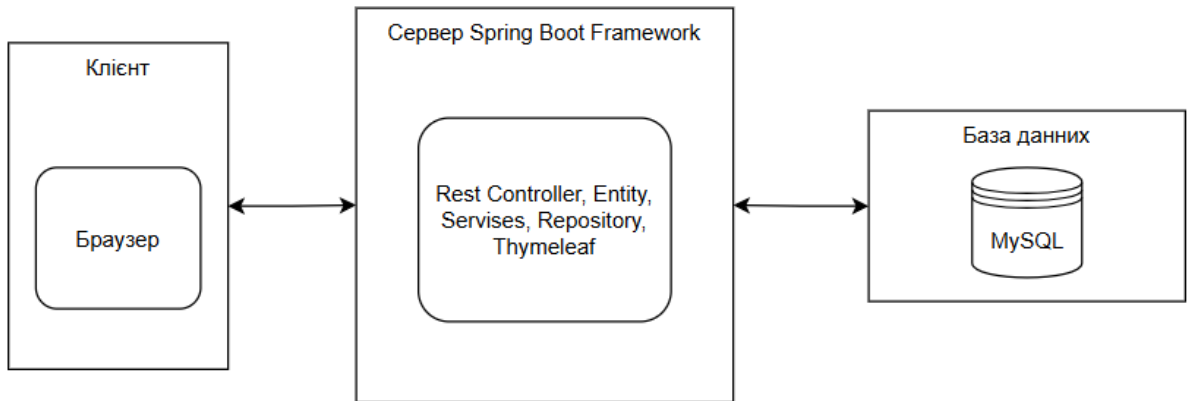 Клієнт
Браузер
Сервер Spring Boot Framework
Rest Controller, Entity,
Servises, Repository,
Thymeleaf
База данних
MySQL